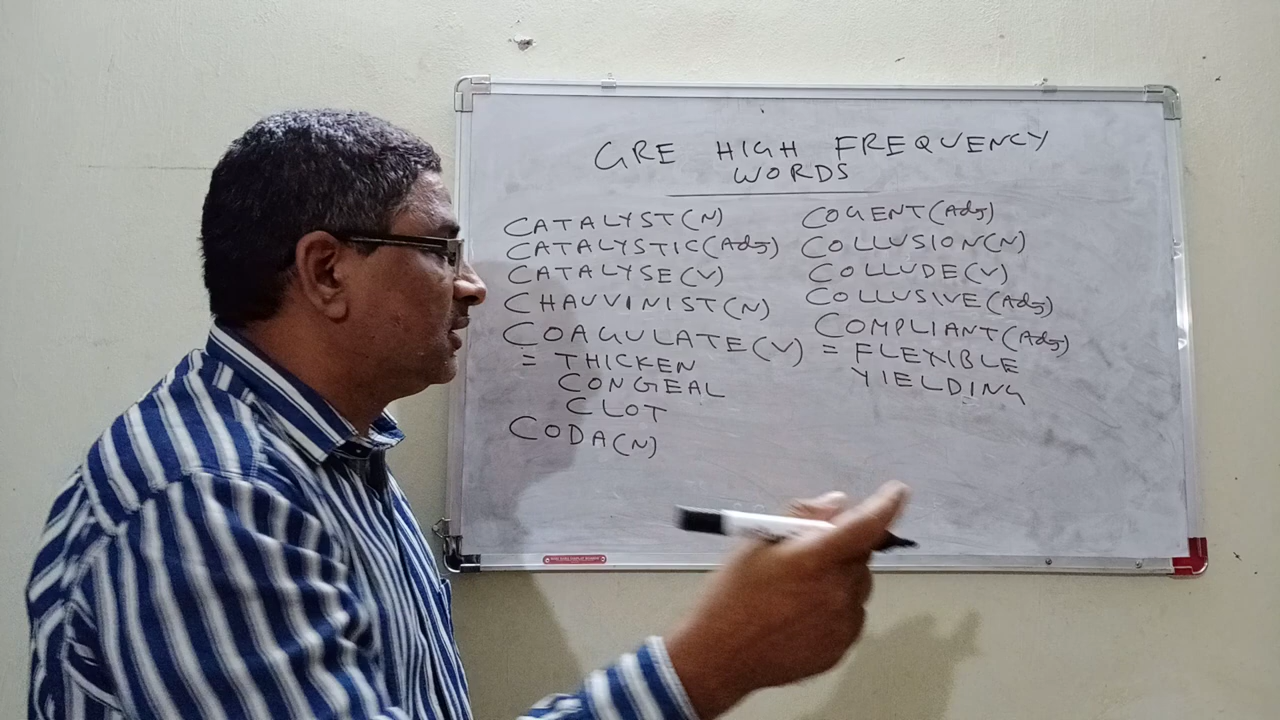 GRE HIGH FREQUENCY
WORDS
CATALYST(N)
CATALYSTIC(Adj)
CATALYSE(V)
CHAUVINIST(N)
COAGULATE(V)
= THICKEN
CONGEAL
CLOT
CODA(N)
COGENT(Adj)
COLLUSION(N)
COLLUDE(V)
COLLUSIVE(Adj)
COMPLIANT(Adj)
= FLEXIBLE
YIELDING